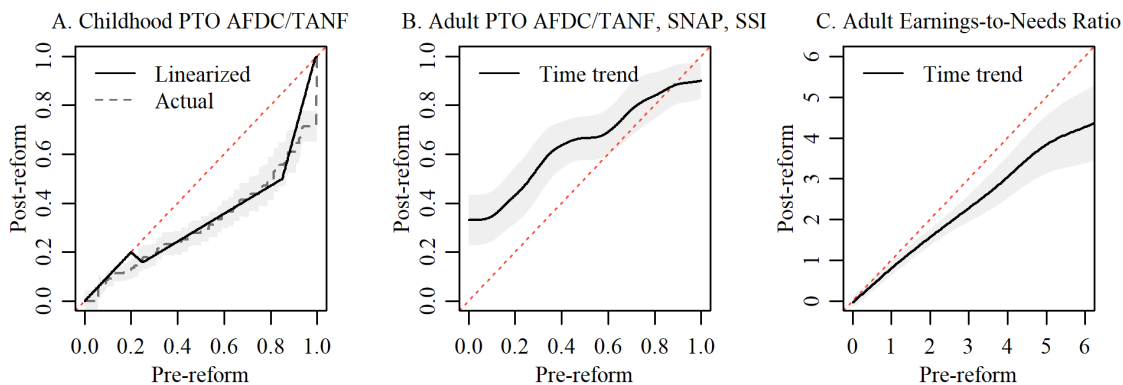 A. Childhood PTO AFDC/TANF
Post-reform
0.0 0.2 0.4 0.6 0.8 1.0
Linearized
Actual
0.0 0.2 0.4 0.6 0.8 1.0
Pre-reform
B. Adult PTO AFDC/TANF, SNAP, SSI
Post-reform
0.0 0.2 0.4 0.6 0.8 1.0
Time trend
0.0 0.2 0.4 0.6 0.8 1.0
Pre-reform
C. Adult Earnings-to-Needs Ratio
Post-reform
0 1 2 3 4 5 6
Time trend
0 1 2 3 4 5 6
Pre-reform